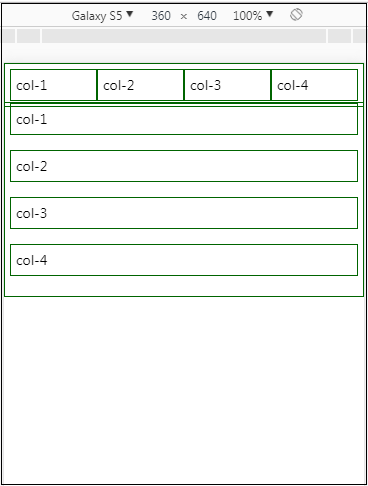 Galaxy S5 ▼ 360 × 640 100% ▼
col-1 col-2 col-3 col-4
col-1
col-2
col-3
col-4